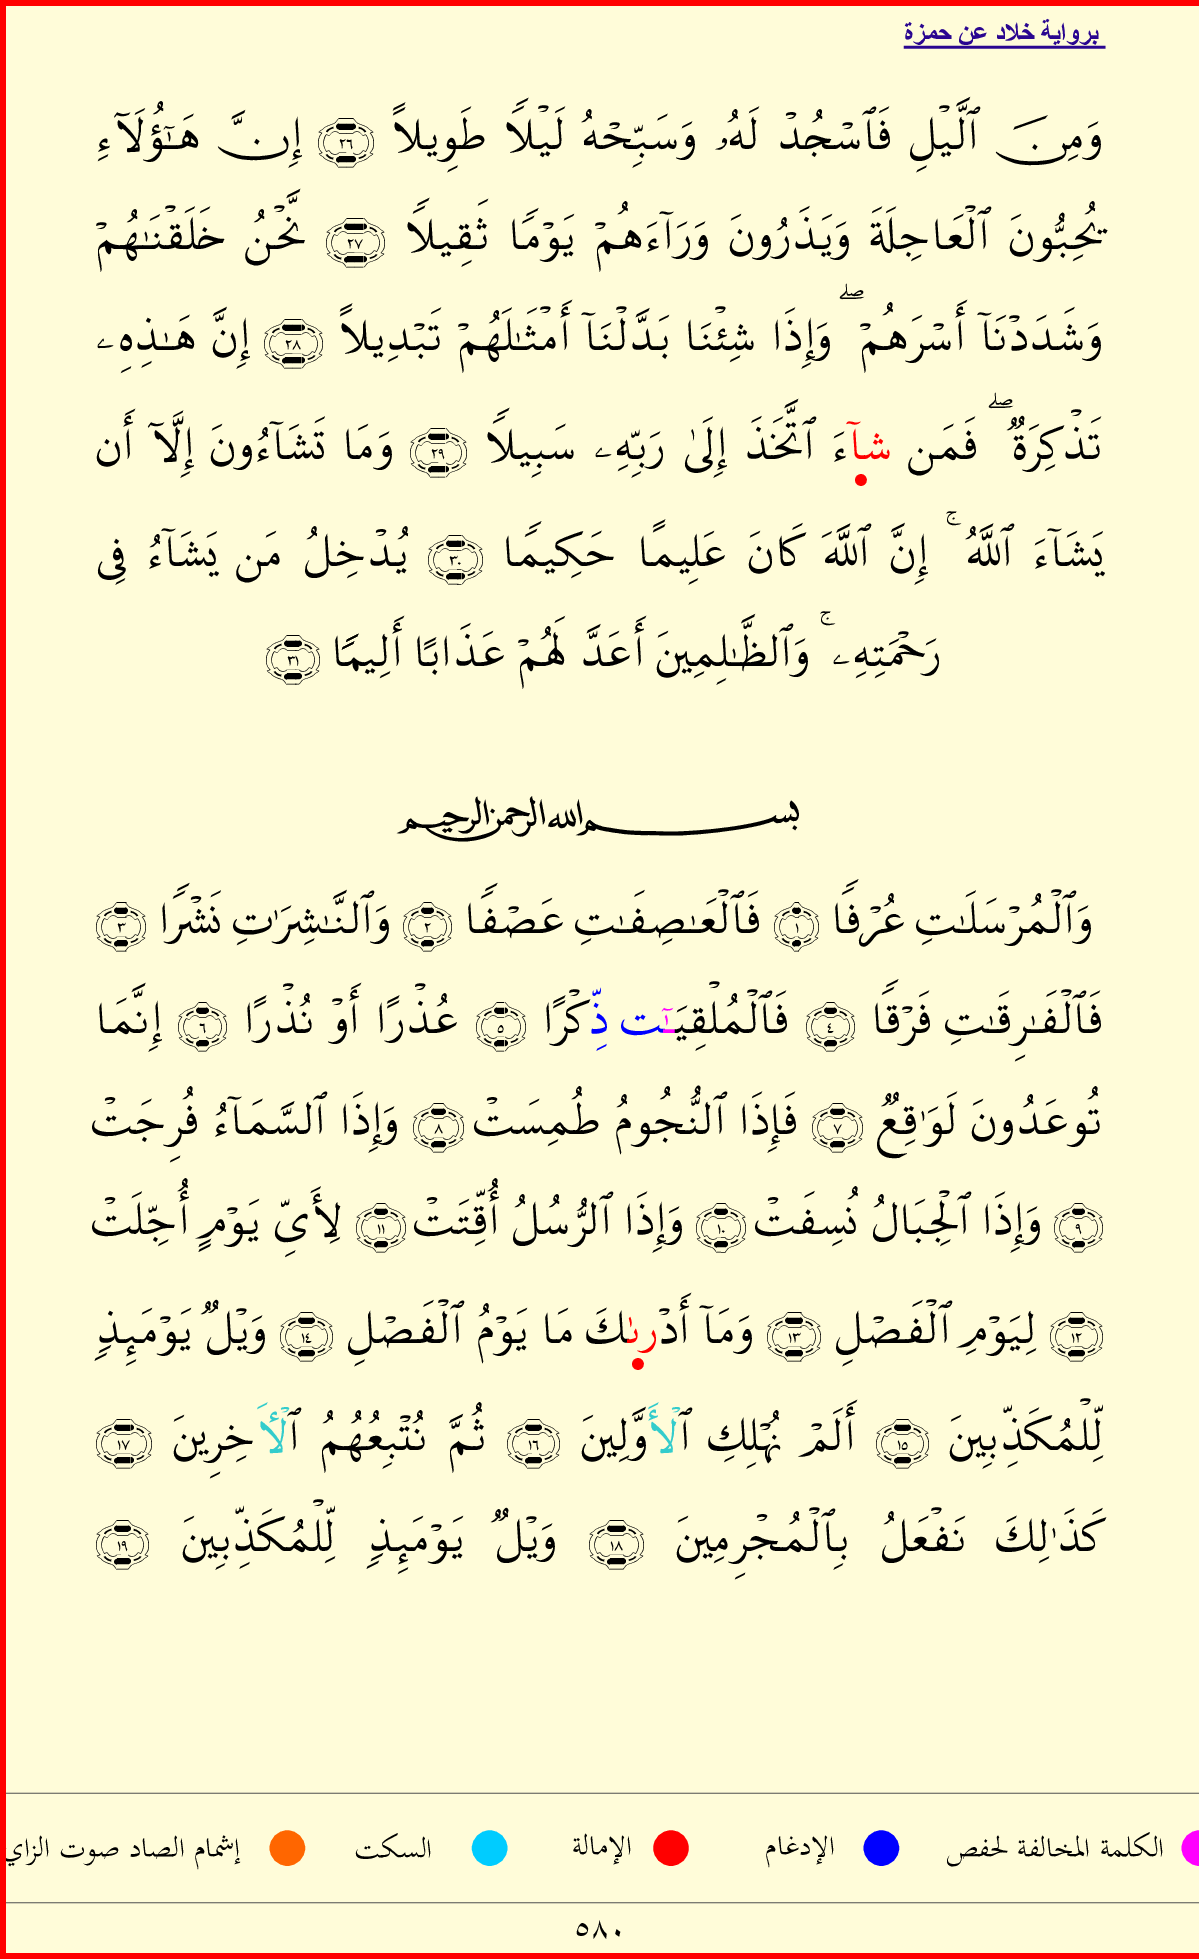 برواية خلاد عن حمزة
وَمِنَ ٱلَّيْلِ فَٱسْجُدْ لَهُۥ وَسَبِّحْهُ لَيْلًا طَوِيلًا ٢٦ إِنَّ هَـٰٓؤُلَآءِ
يُحِبُّونَ ٱلْعَاجِلَةَ وَيَذَرُونَ وَرَآءَهُمْ يَوْمًا ثَقِيلًا ٢٧ نَّحْنُ خَلَقْنَـٰهُمْ
وَشَدَدْنَآ أَسْرَهُمْ ۖ وَإِذَا شِئْنَا بَدَّلْنَآ أَمْثَـٰلَهُمْ تَبْدِيلًا ٢٨ إِنَّ هَـٰذِهِۦ
تَذْكِرَةٌ ۖ فَمَن شَآءَ ٱتَّخَذَ إِلَىٰ رَبِّهِۦ سَبِيلًا ٢٩ وَمَا تَشَآءُونَ إِلَّآ أَن
يَشَآءَ ٱللَّهُ ۚ إِنَّ ٱللَّهَ كَانَ عَلِيمًا حَكِيمًا ٣٠ يُدْخِلُ مَن يَشَآءُ فِى
رَحْمَتِهِۦ ۚ وَٱلظَّـٰلِمِينَ أَعَدَّ لَهُمْ عَذَابًا أَلِيمًا ٣١
بسم الله الرحمن الرحيم
وَٱلْمُرْسَلَـٰتِ عُرْفًا ١ فَٱلْعَـٰصِفَـٰتِ عَصْفًا ٢ وَٱلنَّـٰشِرَٰتِ نَشْرًا ٣
فَٱلْفَـٰرِقَـٰتِ فَرْقًا ٤ فَٱلْمُلْقِيَـٰٓت ذِّكْرًا ٥ عُذْرًا أَوْ نُذْرًا ٦ إِنَّمَا
تُوعَدُونَ لَوَٰقِعٌ ٧ فَإِذَا ٱلنُّجُومُ طُمِسَتْ ٨ وَإِذَا ٱلسَّمَآءُ فُرِجَتْ
٩ وَإِذَا ٱلْجِبَالُ نُسِفَتْ ١٠ وَإِذَا ٱلرُّسُلُ أُقِّتَتْ ١١ لِأَىِّ يَوْمٍ أُجِّلَتْ
١٢ لِيَوْمِ ٱلْفَصْلِ ١٣ وَمَآ أَدْرَىٰكَ مَا يَوْمُ ٱلْفَصْلِ ١٤ وَيْلٌ يَوْمَئِذٍ
لِّلْمُكَذِّبِينَ ١٥ أَلَمْ نُهْلِكِ ٱلْأَوَّلِينَ ١٦ ثُمَّ نُتْبِعُهُمُ ٱلْأَخِرِينَ ١٧
كَذَٰلِكَ نَفْعَلُ بِٱلْمُجْرِمِينَ ١٨ وَيْلٌ يَوْمَئِذٍ لِّلْمُكَذِّبِينَ ١٩
الكلمة المخالفة لحفص الإدغام الإمالة السكت إشمام الصاد صوت الزاي
٥٨٠